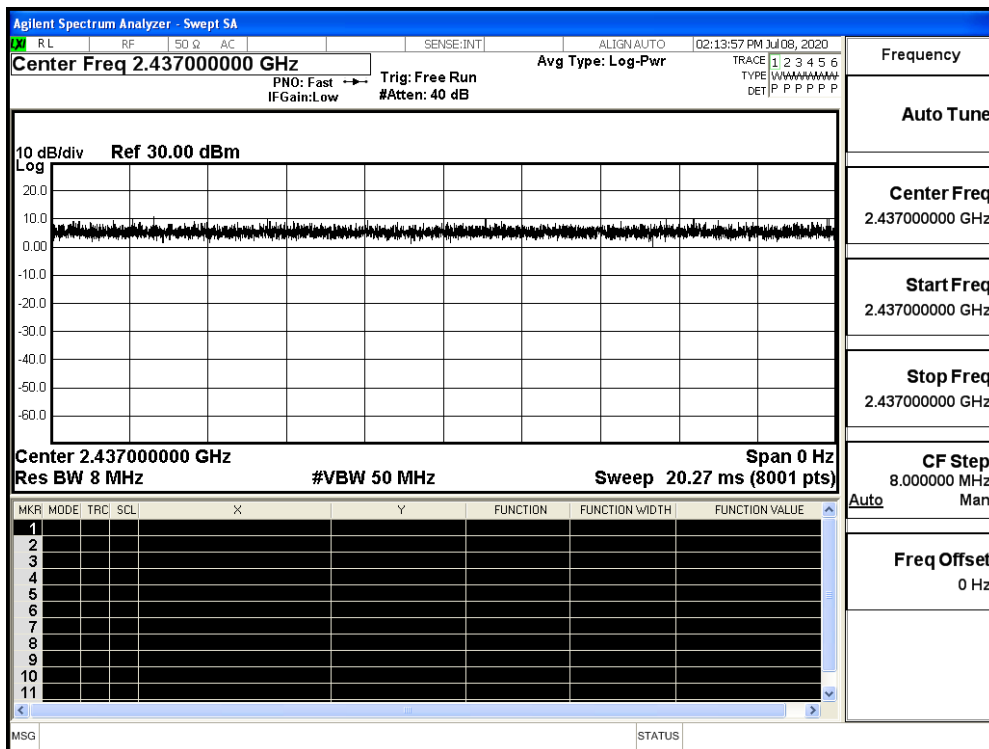 Agilent Spectrum Analyzer - Swept SA
LXI RL RF 50 Ω AC SENSE:INT ALIGN AUTO 02:13:57 PM Jul 08, 2020
Center Freq 2.437000000 GHz
PNO: Fast
IFGain:Low
Trig: Free Run
#Atten: 40 dB
Avg Type: Log-Pwr
TRACE 1 2 3 4 5 6
TYPE WWWWWW
DET P P P P P P
10 dB/div Ref 30.00 dBm
Log
20.0
10.0
0.00
-10.0
-20.0
-30.0
-40.0
-50.0
-60.0
Center 2.437000000 GHz Span 0 Hz
Res BW 8 MHz #VBW 50 MHz Sweep 20.27 ms (8001 pts)
MKR MODE TRC SCL X Y FUNCTION FUNCTION WIDTH FUNCTION VALUE
1
2
3
4
5
6
7
8
9
10
11
MSG STATUS
Frequency
Auto Tune
Center Freq
2.437000000 GHz
Start Freq
2.437000000 GHz
Stop Freq
2.437000000 GHz
CF Step
8.000000 MHz
Auto Man
Freq Offset
0 Hz